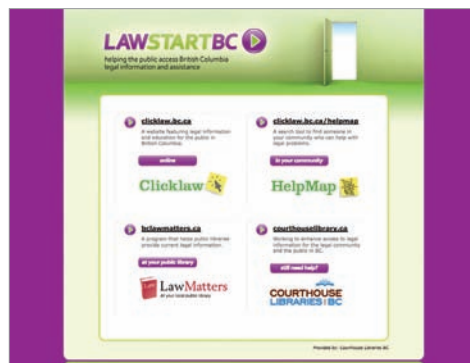 LAWSTARTBC
helping the public access British Columbia
legal information and assistance
clicklaw.bc.ca
A website featuring legal information
and education for the public in
British Columbia.
online
Clicklaw
clicklaw.bc.ca/helpmap
A search tool to find someone in
your community who can help with
legal problems.
in your community
HelpMap
bclawmatters.ca
A program that helps public libraries
provide current legal information.
at your public library
LawMatters
at your local public library
courthouselibrary.ca
Working to enhance access to legal
information for the legal community
and the public in BC.
still need help?
COURTHOUSE
LIBRARIES BC
Provided by: Courthouse Libraries BC